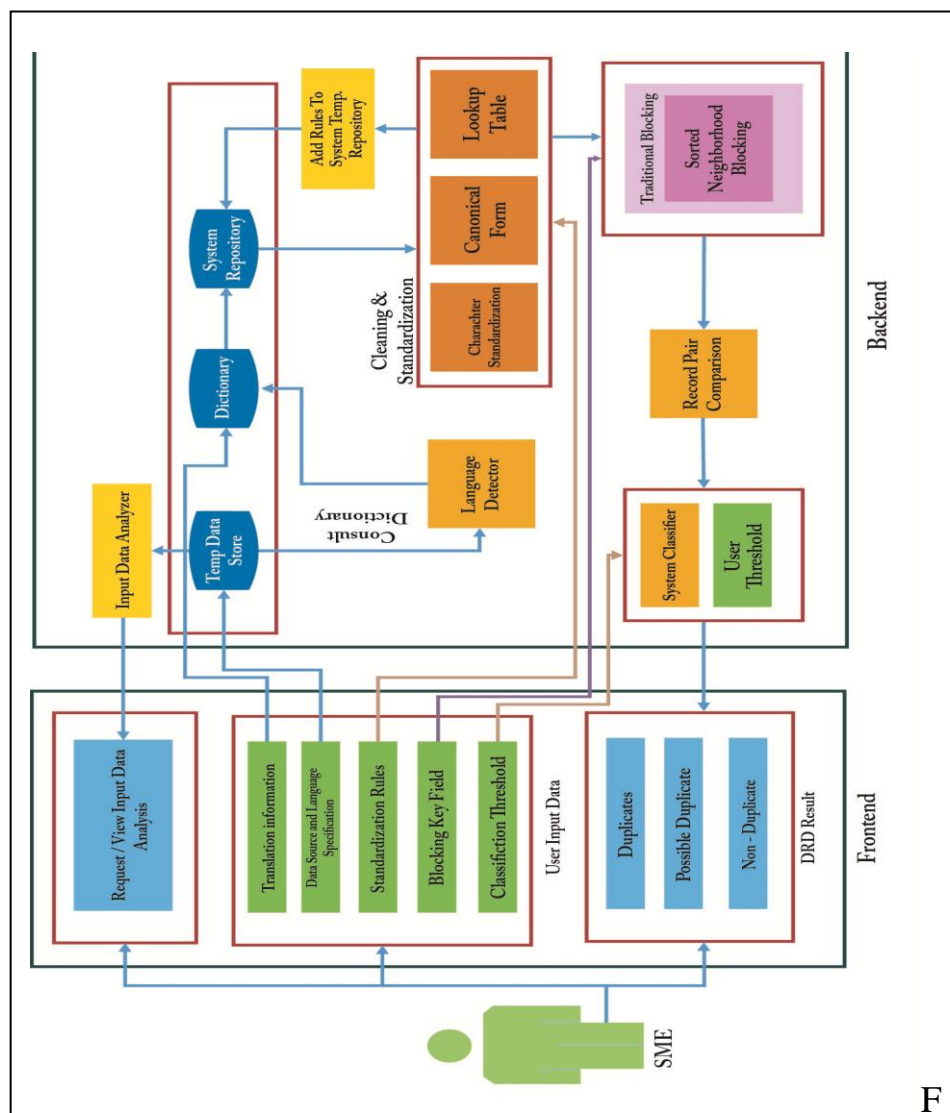 Request / View Input Data
Analysis
Input Data Analyzer
Translation information
Data Source and Language
Specification
Standardization Rules
Blocking Key Field
Classifiction Threshold
User Input Data
Duplicates
Possible Duplicate
Non - Duplicate
DRD Result
Frontend
SME
Temp Data
Store
Dictionary
System
Repository
Add Rules To
System Temp.
Repository
Consult
Dictionary
Language
Detector
Cleaning &
Standardization
Charachter
Standardization
Canonical
Form
Lookup
Table
Traditional Blocking
Sorted
Neighborhood
Blocking
Record Pair
Comparison
System Classifier
User
Threshold
Backend
F